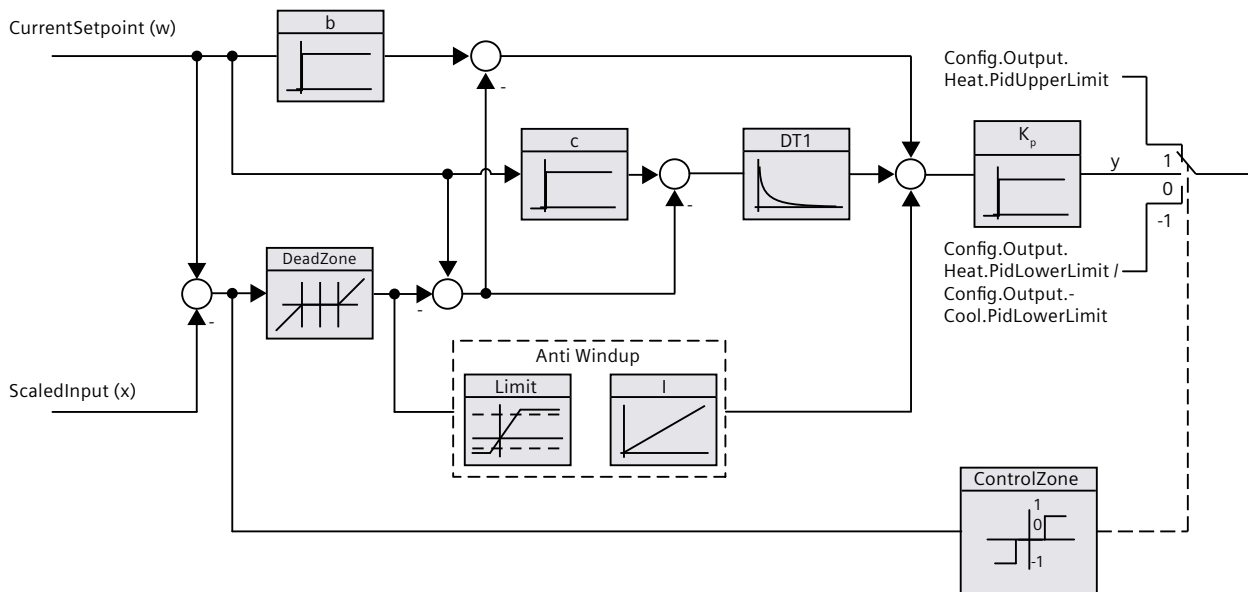 CurrentSetpoint (w)
b
-
Config.Output.
Heat.PidUpperLimit
c
DT1
Kp
-
y
1
0
-1
DeadZone
-
-
Config.Output.
Heat.PidLowerLimit /
Config.Output.-
Cool.PidLowerLimit
Anti Windup
ScaledInput (x)
Limit
I
ControlZone
1
0
-1